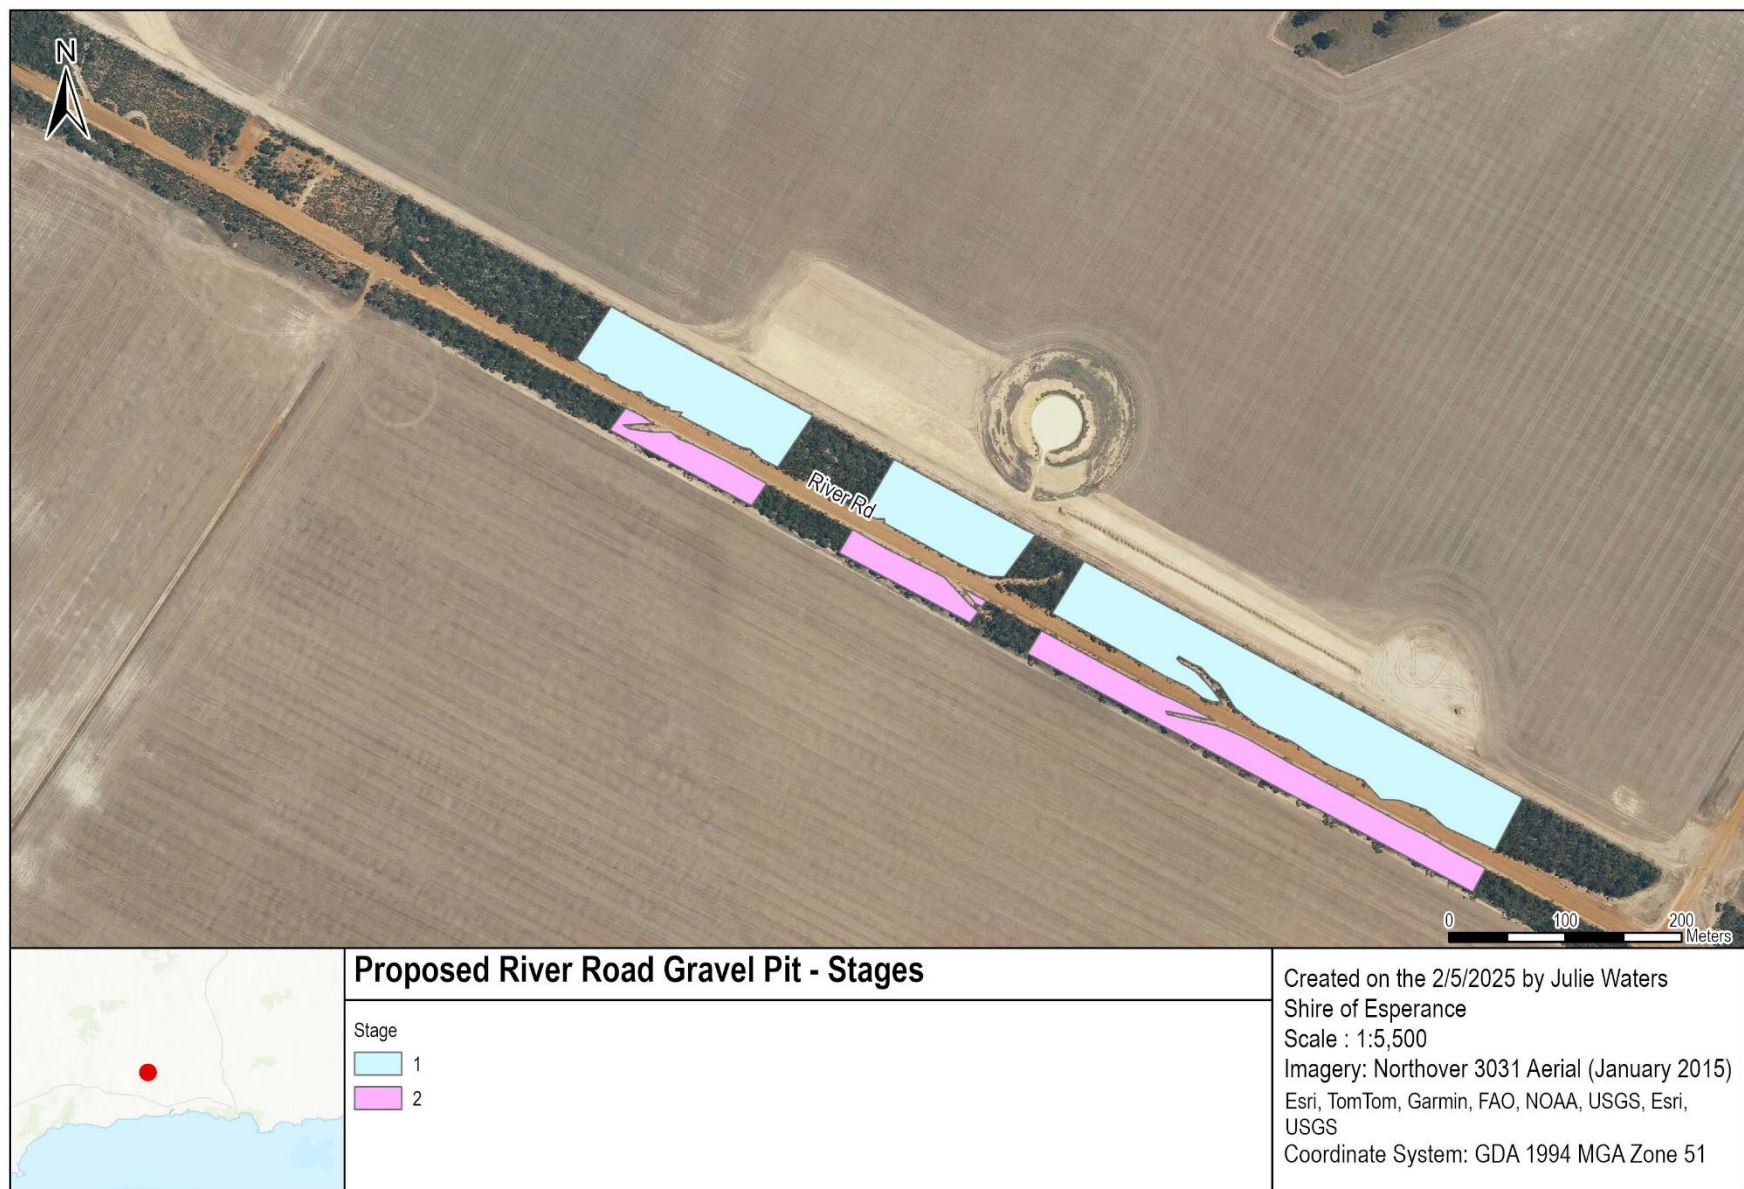 N
River Rd
0 100 200
Meters
Proposed River Road Gravel Pit - Stages
Stage
1
2
Created on the 2/5/2025 by Julie Waters
Shire of Esperance
Scale : 1:5,500
Imagery: Northover 3031 Aerial (January 2015)
Esri, TomTom, Garmin, FAO, NOAA, USGS, Esri,
USGS
Coordinate System: GDA 1994 MGA Zone 51